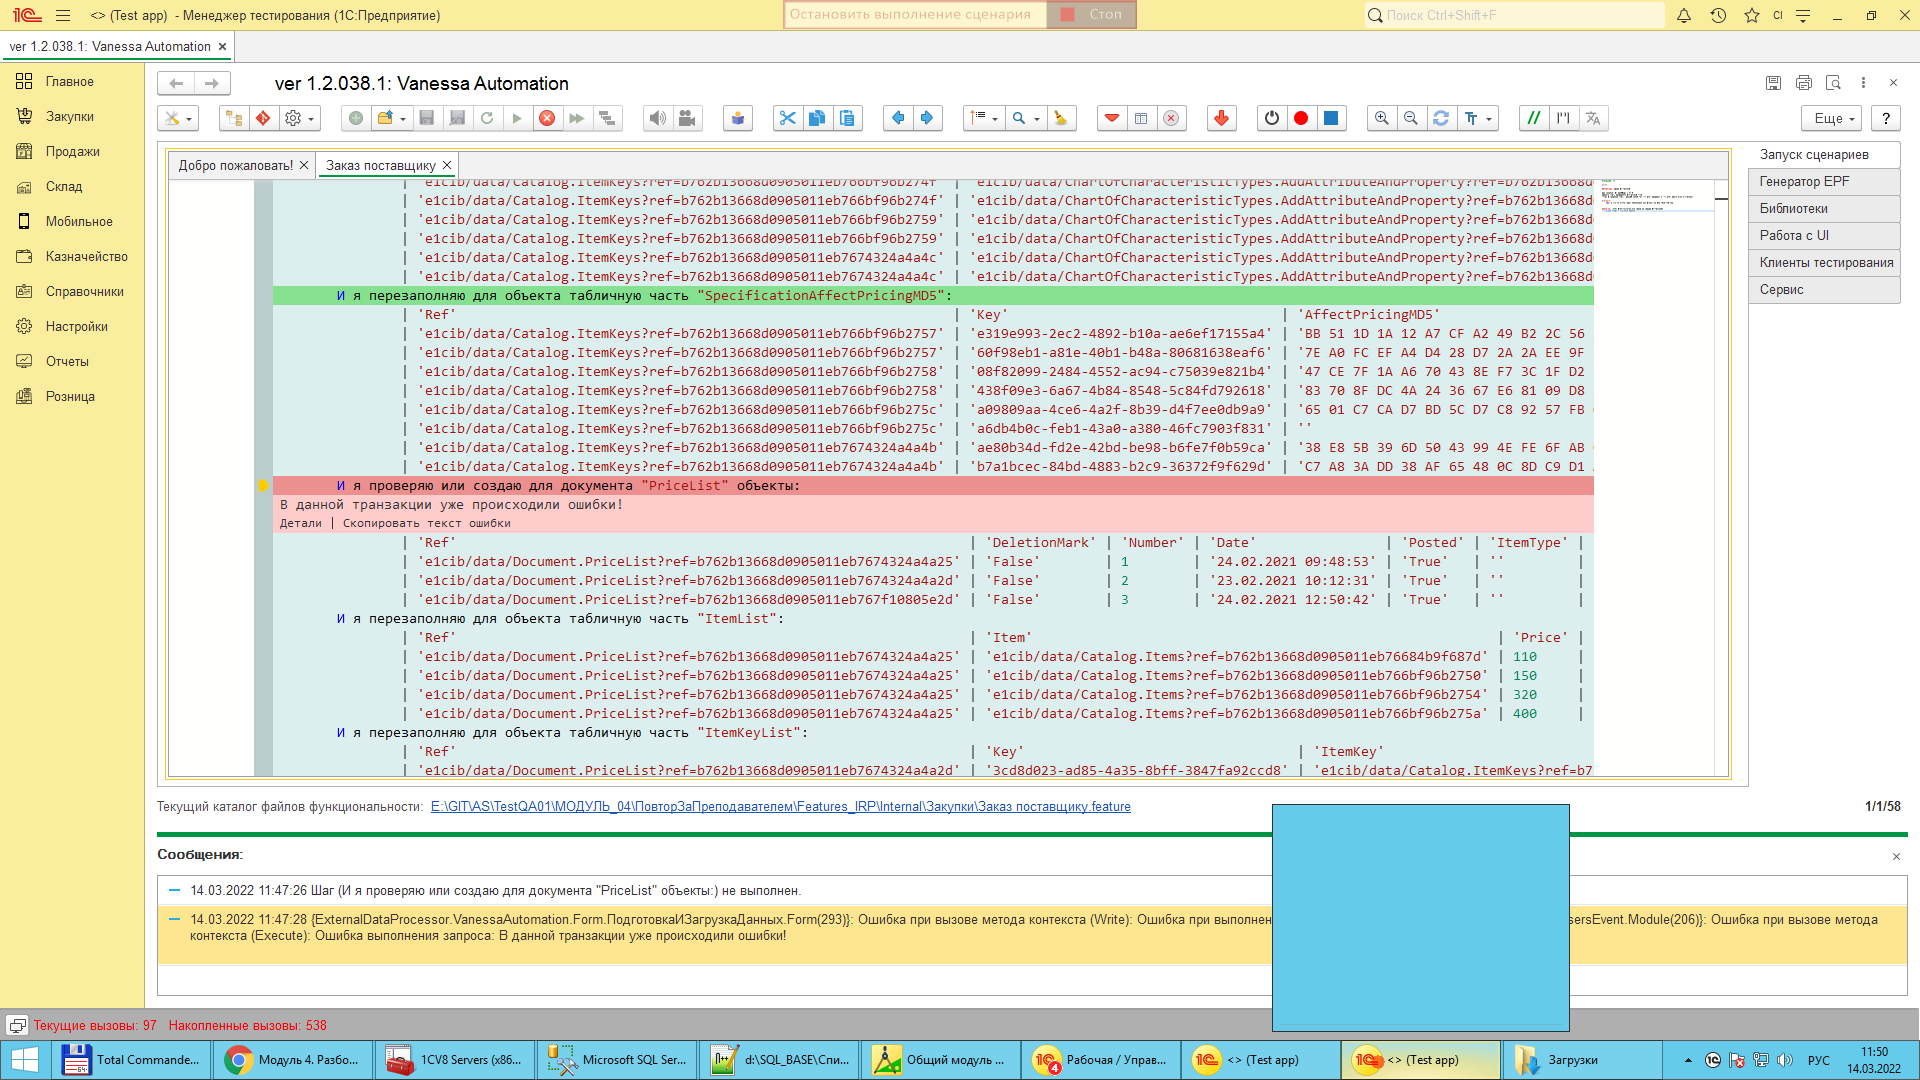 <> (Test app) - Менеджер тестирования (1С:Предприятие)
Остановить выполнение сценария Стоп
Поиск Ctrl+Shift+F
CI
ver 1.2.038.1: Vanessa Automation ×
Главное
Закупки
Продажи
Склад
Мобильное
Казначейство
Справочники
Настройки
Отчеты
Розница
ver 1.2.038.1: Vanessa Automation
Еще
?
Добро пожаловать! ×
Заказ поставщику ×
Запуск сценариев
Генератор EPF
Библиотеки
Работа с UI
Клиенты тестирования
Сервис
| 'e1cib/data/Catalog.ItemKeys?ref=b762b13668d0905011eb766bf96b274f' | 'e1cib/data/ChartOfCharacteristicTypes.AddAttributeAndProperty?ref=b762b13668d
| 'e1cib/data/Catalog.ItemKeys?ref=b762b13668d0905011eb766bf96b274f' | 'e1cib/data/ChartOfCharacteristicTypes.AddAttributeAndProperty?ref=b762b13668d
| 'e1cib/data/Catalog.ItemKeys?ref=b762b13668d0905011eb766bf96b2759' | 'e1cib/data/ChartOfCharacteristicTypes.AddAttributeAndProperty?ref=b762b13668d
| 'e1cib/data/Catalog.ItemKeys?ref=b762b13668d0905011eb766bf96b2759' | 'e1cib/data/ChartOfCharacteristicTypes.AddAttributeAndProperty?ref=b762b13668d
| 'e1cib/data/Catalog.ItemKeys?ref=b762b13668d0905011eb7674324a4a4c' | 'e1cib/data/ChartOfCharacteristicTypes.AddAttributeAndProperty?ref=b762b13668d
| 'e1cib/data/Catalog.ItemKeys?ref=b762b13668d0905011eb7674324a4a4c' | 'e1cib/data/ChartOfCharacteristicTypes.AddAttributeAndProperty?ref=b762b13668d
И я перезаполняю для объекта табличную часть "SpecificationAffectPricingMD5":
| 'Ref' | 'Key' | 'AffectPricingMD5'
| 'e1cib/data/Catalog.ItemKeys?ref=b762b13668d0905011eb766bf96b2757' | 'e319e993-2ec2-4892-b10a-ae6ef17155a4' | 'BB 51 1D 1A 12 A7 CF A2 49 B2 2C 56
| 'e1cib/data/Catalog.ItemKeys?ref=b762b13668d0905011eb766bf96b2757' | '60f98eb1-a81e-40b1-b48a-80681638eaf6' | '7E A0 FC EF A4 D4 28 D7 2A 2A EE 9F
| 'e1cib/data/Catalog.ItemKeys?ref=b762b13668d0905011eb766bf96b2758' | '08f82099-2484-4552-ac94-c75039e821b4' | '47 CE 7F 1A A6 70 43 8E F7 3C 1F D2
| 'e1cib/data/Catalog.ItemKeys?ref=b762b13668d0905011eb766bf96b2758' | '438f09e3-6a67-4b84-8548-5c84fd792618' | '83 70 8F DC 4A 24 36 67 E6 81 09 D8
| 'e1cib/data/Catalog.ItemKeys?ref=b762b13668d0905011eb766bf96b275c' | 'a09809aa-4ce6-4a2f-8b39-d4f7ee0db9a9' | '65 01 C7 CA D7 BD 5C D7 C8 92 57 FB
| 'e1cib/data/Catalog.ItemKeys?ref=b762b13668d0905011eb766bf96b275c' | 'a6db4b0c-feb1-43a0-a380-46fc7903f831' | ''
| 'e1cib/data/Catalog.ItemKeys?ref=b762b13668d0905011eb7674324a4a4b' | 'ae80b34d-fd2e-42bd-be98-b6fe7f0b59ca' | '38 E8 5B 39 6D 50 43 99 4E FE 6F AB
| 'e1cib/data/Catalog.ItemKeys?ref=b762b13668d0905011eb7674324a4a4b' | 'b7a1bcec-84bd-4883-b2c9-36372f9f629d' | 'C7 A8 3A DD 38 AF 65 48 0C 8D C9 D1
И я проверяю или создаю для документа "PriceList" объекты:
В данной транзакции уже происходили ошибки!
Детали | Скопировать текст ошибки
| 'Ref' | 'DeletionMark' | 'Number' | 'Date' | 'Posted' | 'ItemType' |
| 'e1cib/data/Document.PriceList?ref=b762b13668d0905011eb7674324a4a25' | 'False' | 1 | '24.02.2021 09:48:53' | 'True' | '' |
| 'e1cib/data/Document.PriceList?ref=b762b13668d0905011eb7674324a4a2d' | 'False' | 2 | '23.02.2021 10:12:31' | 'True' | '' |
| 'e1cib/data/Document.PriceList?ref=b762b13668d0905011eb767f10805e2d' | 'False' | 3 | '24.02.2021 12:50:42' | 'True' | '' |
И я перезаполняю для объекта табличную часть "ItemList":
| 'Ref' | 'Item' | 'Price' |
| 'e1cib/data/Document.PriceList?ref=b762b13668d0905011eb7674324a4a25' | 'e1cib/data/Catalog.Items?ref=b762b13668d0905011eb76684b9f687d' | 110 |
| 'e1cib/data/Document.PriceList?ref=b762b13668d0905011eb7674324a4a25' | 'e1cib/data/Catalog.Items?ref=b762b13668d0905011eb766bf96b2750' | 150 |
| 'e1cib/data/Document.PriceList?ref=b762b13668d0905011eb7674324a4a25' | 'e1cib/data/Catalog.Items?ref=b762b13668d0905011eb766bf96b2754' | 320 |
| 'e1cib/data/Document.PriceList?ref=b762b13668d0905011eb7674324a4a25' | 'e1cib/data/Catalog.Items?ref=b762b13668d0905011eb766bf96b275a' | 400 |
И я перезаполняю для объекта табличную часть "ItemKeyList":
| 'Ref' | 'Key' | 'ItemKey'
| 'e1cib/data/Document.PriceList?ref=b762b13668d0905011eb7674324a4a2d' | '3cd8d023-ad85-4a35-8bff-3847fa92ccd8' | 'e1cib/data/Catalog.ItemKeys?ref=b7
Текущий каталог файлов функциональности: E:\GIT\AS\TestQA01\МОДУЛЬ_04\ПовторЗаПреподавателем\Features_IRP\Internal\Закупки\Заказ поставщику.feature
1/1/58
Сообщения:
14.03.2022 11:47:26 Шаг (И я проверяю или создаю для документа "PriceList" объекты:) не выполнен.
14.03.2022 11:47:28 {ExternalDataProcessor.VanessaAutomation.Form.ПодготовкаИЗагрузкаДанных.Form(293)}: Ошибка при вызове метода контекста (Write): Ошибка при выполнен sersEvent.Module(206)}: Ошибка при вызове метода
контекста (Execute): Ошибка выполнения запроса: В данной транзакции уже происходили ошибки!
Текущие вызовы: 97 Накопленные вызовы: 538
Total Commande...
Модуль 4. Разбо...
1CV8 Servers (x86...
Microsoft SQL Ser...
d:\SQL_BASE\Спи...
Общий модуль ...
4
Рабочая / Управ...
<> (Test app)
<> (Test app)
Загрузки
РУС
11:50
14.03.2022